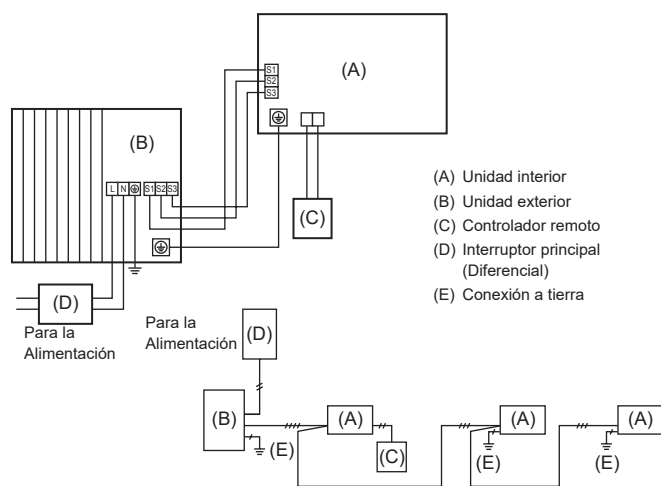 (A)
S1
S2
S3
(B)
L N S1 S2 S3
(C)
(D)
Para la
Alimentación
(A) Unidad interior
(B) Unidad exterior
(C) Controlador remoto
(D) Interruptor principal
(Diferencial)
(E) Conexión a tierra
Para la
Alimentación
(D)
(B)
(E)
(A)
(C)
(A)
(E)
(A)
(E)